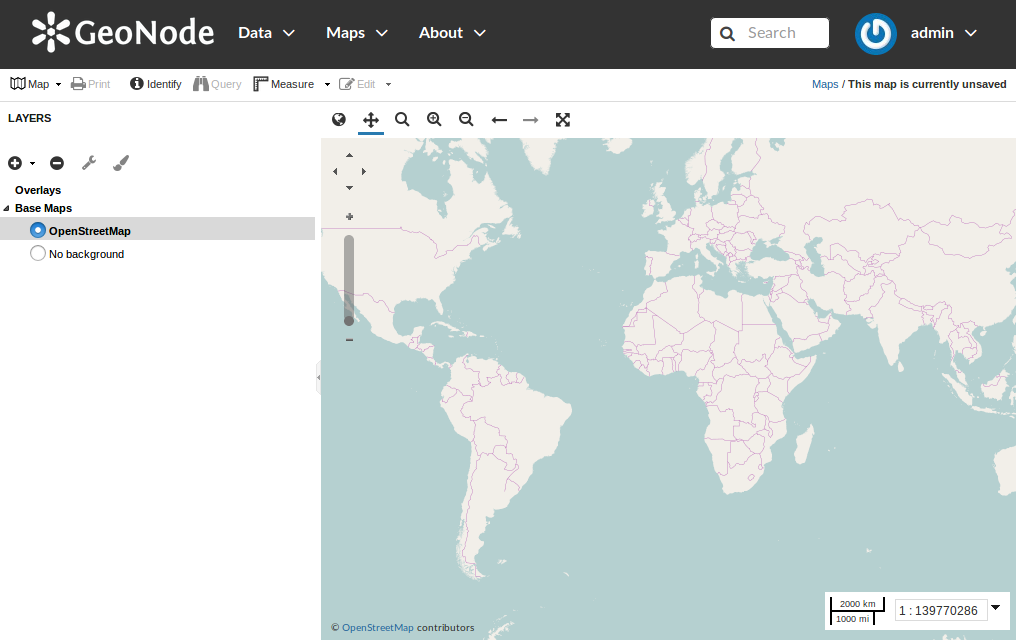 GeoNode Data Maps About Search admin
Map Print Identify Query Measure Edit Maps / This map is currently unsaved
LAYERS
Overlays
Base Maps
OpenStreetMap
No background
2000 km
1000 mi
1 : 139770286
© OpenStreetMap contributors